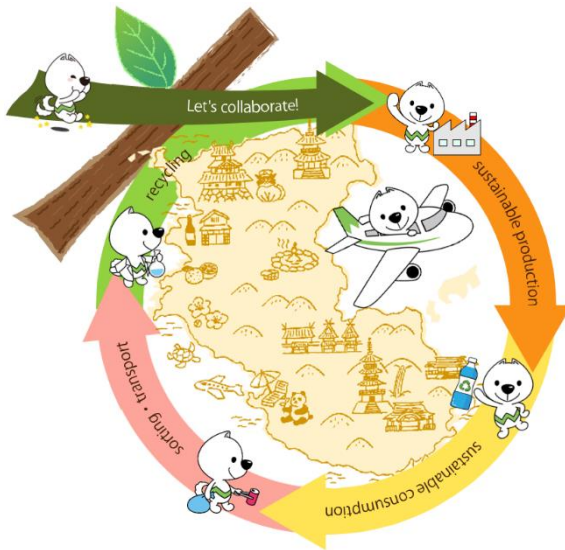 Let's collaborate!
sustainable production
sustainable consumption
sorting・transport
recycling